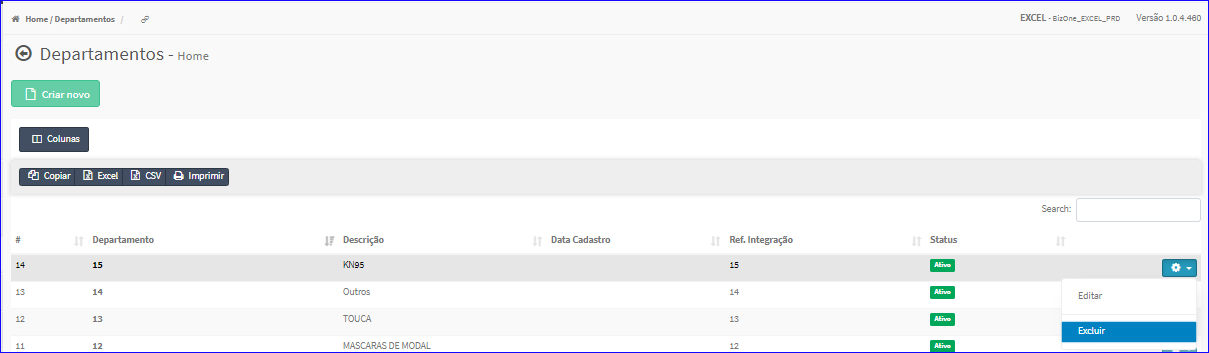 Home / Departamentos /
EXCEL - BizOne_EXCEL_PRD Versão 1.0.4.460
Departamentos - Home
Criar novo
Colunas
Copiar Excel CSV Imprimir
Search:
# Departamento Descrição Data Cadastro Ref. Integração Status
14 15 KN95 15 Ativo
13 14 Outros 14 Ativo
Editar
12 13 TOUCA 13 Ativo
Excluir
11 12 MASCARAS DE MODAL 12 Ativo